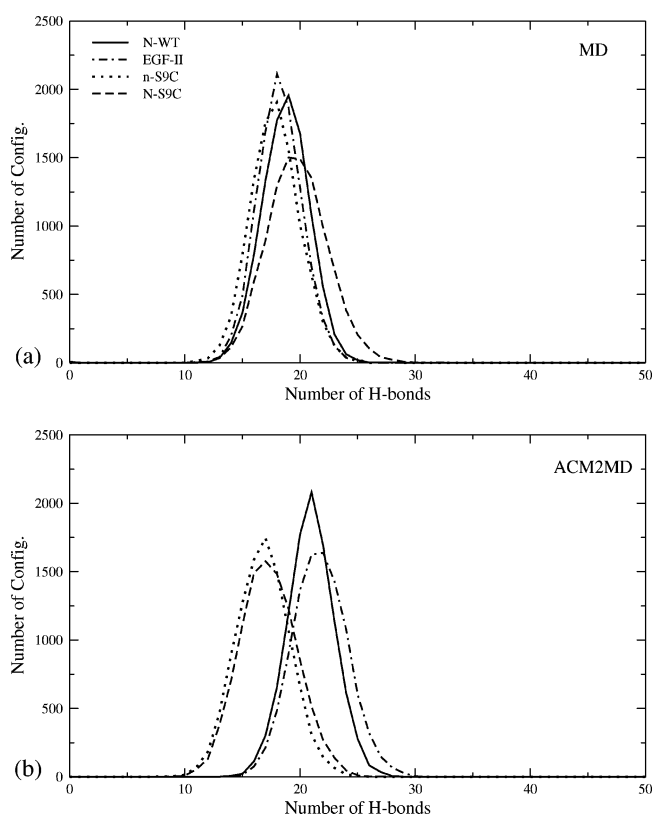 2500
N-WT
EGF-II
n-S9C
N-S9C
MD
2000
1500
1000
500
0
Number of Config.
(a)
0 10 20 30 40 50
Number of H-bonds
2500
ACM2MD
2000
1500
1000
500
0
Number of Config.
(b)
0 10 20 30 40 50
Number of H-bonds